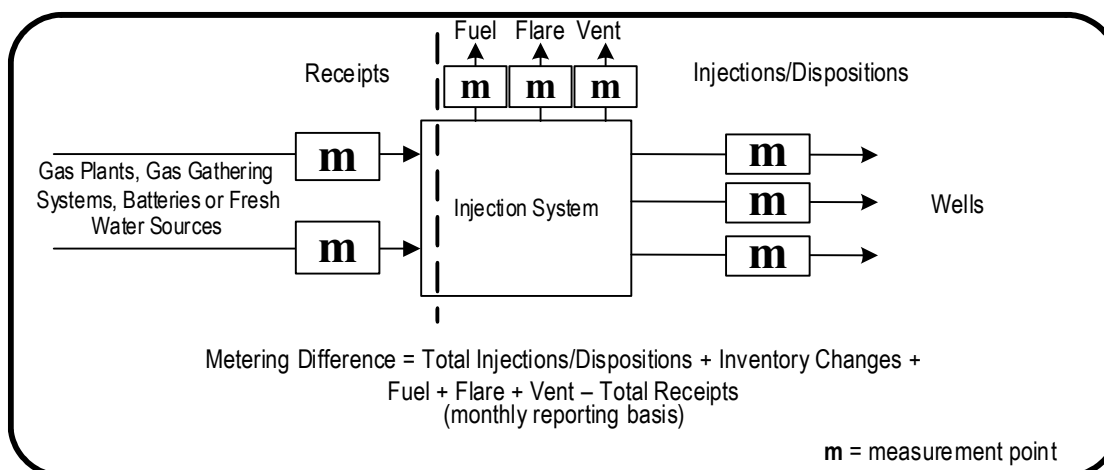 Fuel Flare Vent
Receipts
Injections/Dispositions
m m m
m
m
Gas Plants, Gas Gathering
Systems, Batteries or Fresh
Water Sources
m
Injection System
m
m
Wells
m
Metering Difference = Total Injections/Dispositions + Inventory Changes +
Fuel + Flare + Vent – Total Receipts
(monthly reporting basis)
m = measurement point